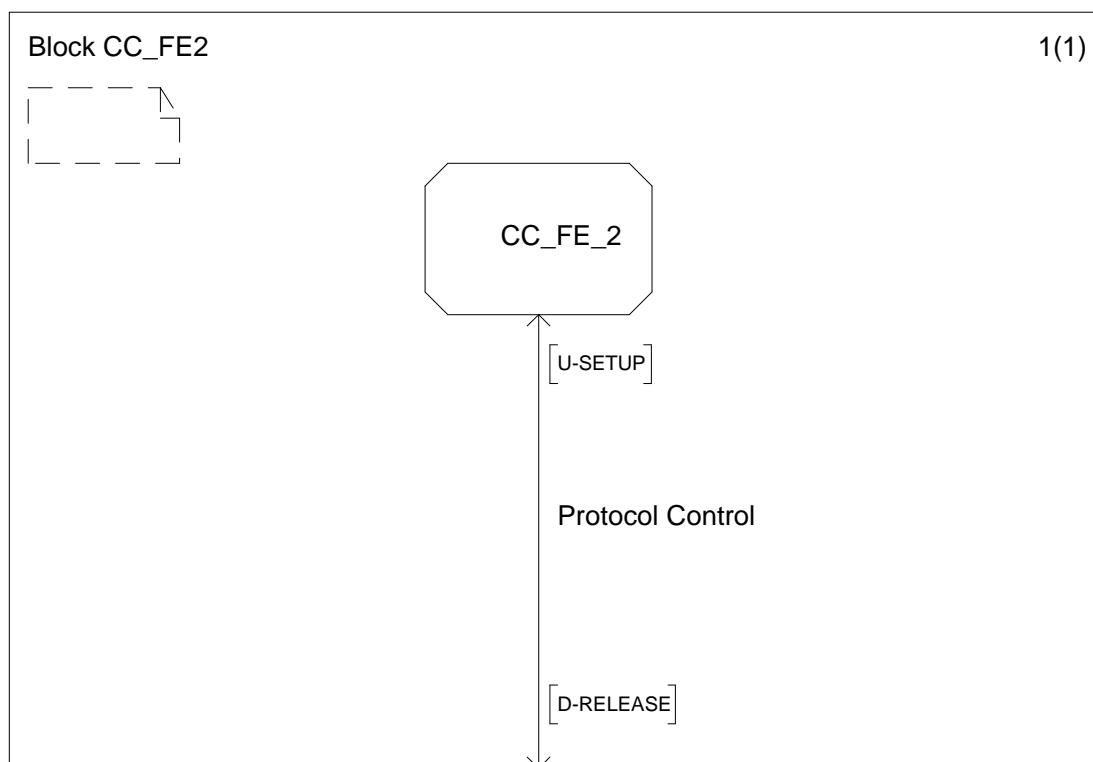 Block CC_FE2
1(1)
CC_FE_2
[U-SETUP]
Protocol Control
[D-RELEASE]